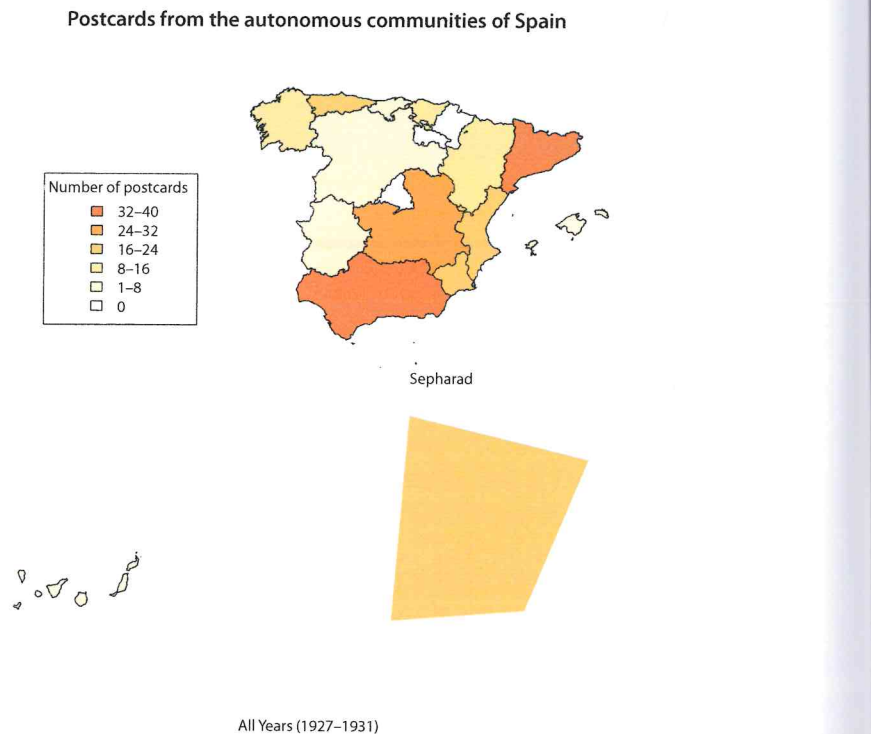 Postcards from the autonomous communities of Spain
Number of postcards
32–40
24–32
16–24
8–16
1–8
0
Sepharad
All Years (1927–1931)